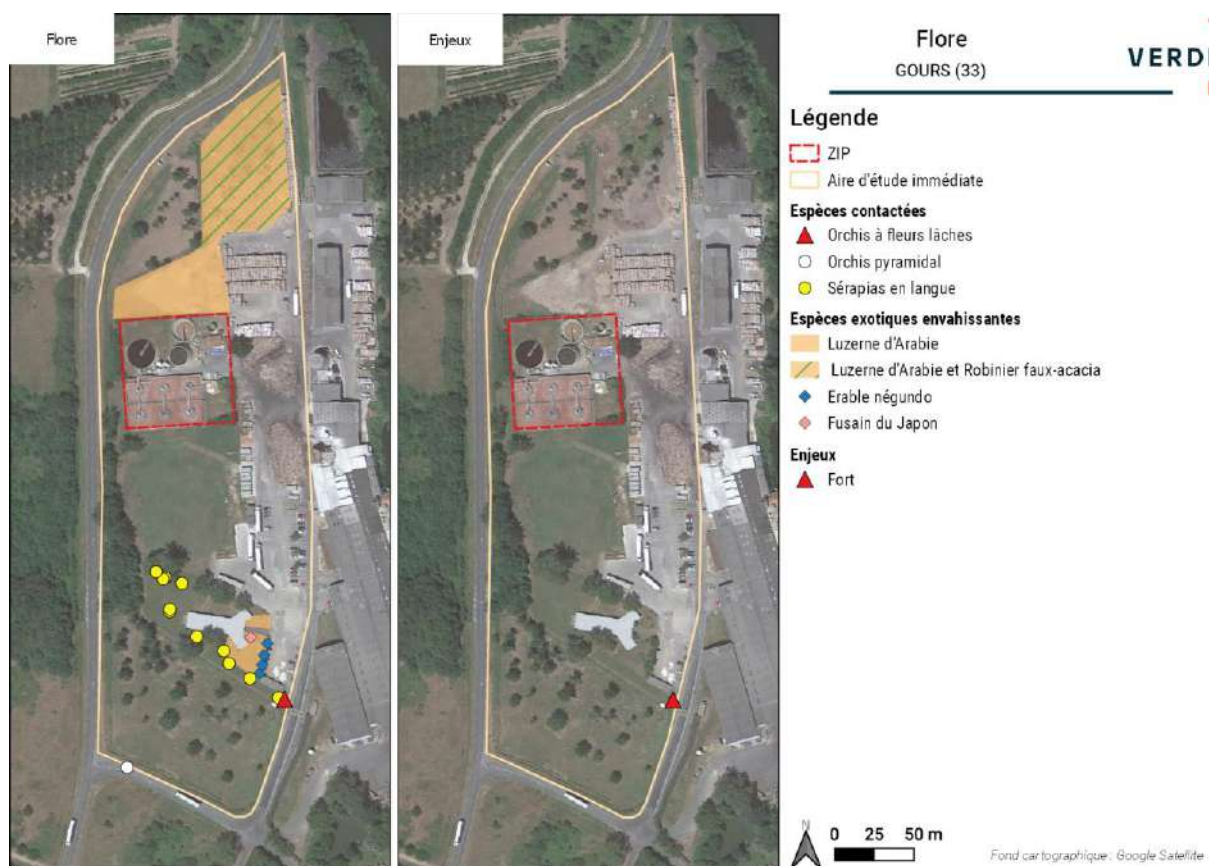 Flore
Enjeux
Flore
GOURS (33)
VERDI
Légende
ZIP
Aire d'étude immédiate
Espèces contactées
Orchis à fleurs lâches
Orchis pyramidal
Sérapias en langue
Espèces exotiques envahissantes
Luzerne d'Arabie
Luzerne d'Arabie et Robinier faux-acacia
Erable négundo
Fusain du Japon
Enjeux
Fort
N
0 25 50 m
Fond cartographique : Google Satellite